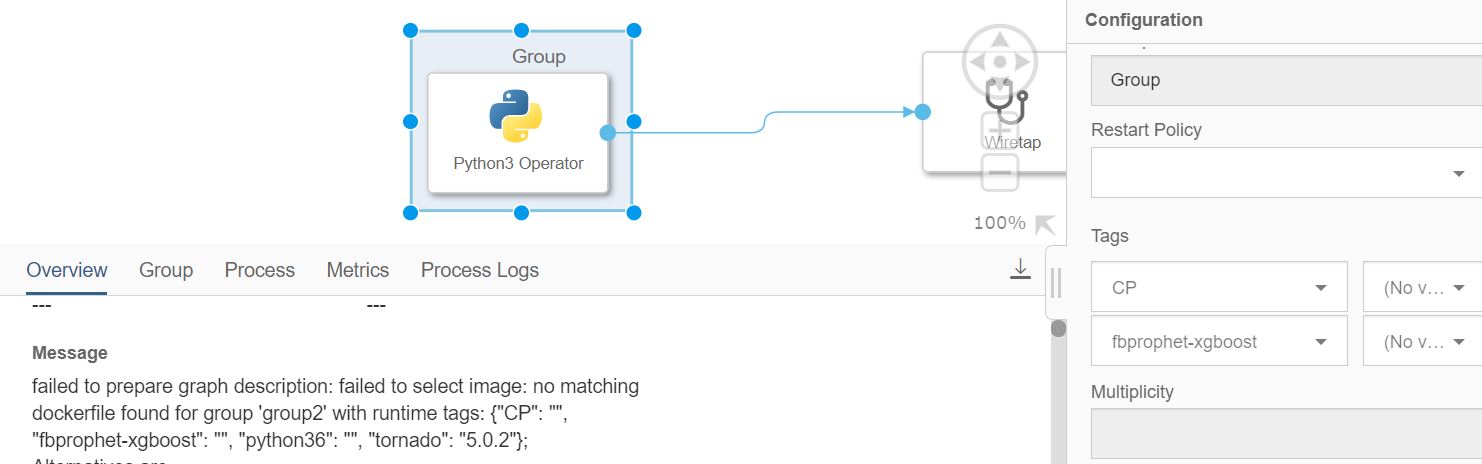 Configuration
Group
Group
Restart Policy
Python3 Operator
Wiretap
100%
Tags
Overview Group Process Metrics Process Logs
CP (No v...
--- ---
fbprophet-xgboost (No v...
Message
failed to prepare graph description: failed to select image: no matching
dockerfile found for group 'group2' with runtime tags: {"CP": "",
"fbprophet-xgboost": "", "python36": "", "tornado": "5.0.2"};
Alternatives are
Multiplicity